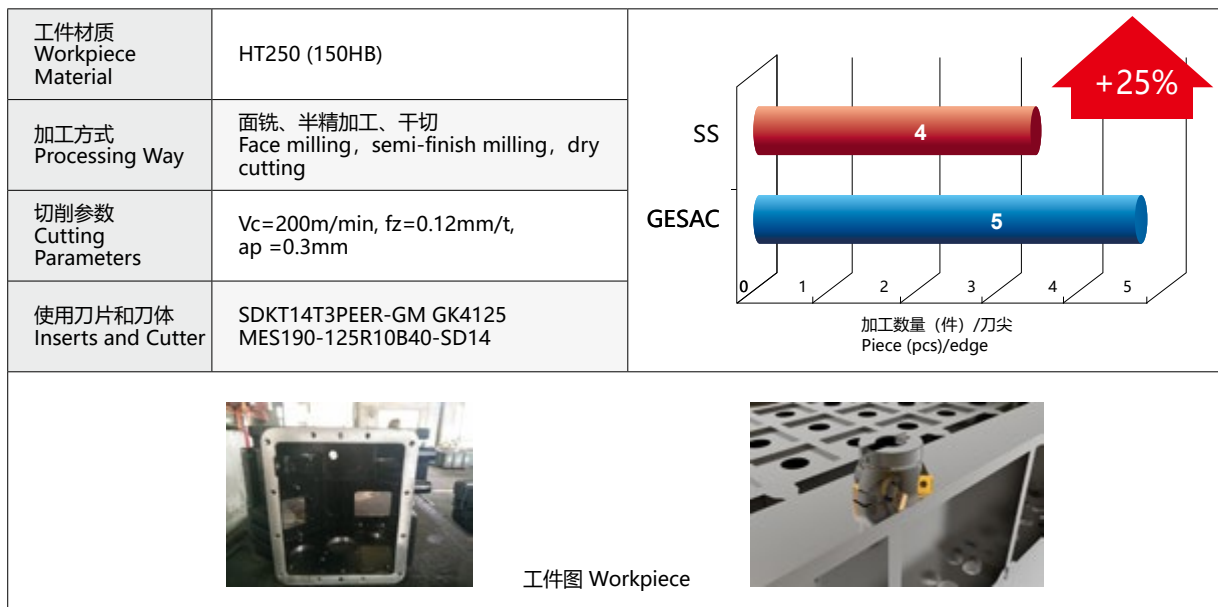 工件材质
Workpiece
Material
HT250 (150HB)
加工方式
Processing Way
面铣、半精加工、干切
Face milling，semi-finish milling，dry
cutting
切削参数
Cutting
Parameters
Vc=200m/min, fz=0.12mm/t,
ap =0.3mm
使用刀片和刀体
Inserts and Cutter
SDKT14T3PEER-GM GK4125
MES190-125R10B40-SD14
+25%
SS
4
GESAC
5
0 1 2 3 4 5
加工数量（件）/刀尖
Piece (pcs)/edge
工件图 Workpiece